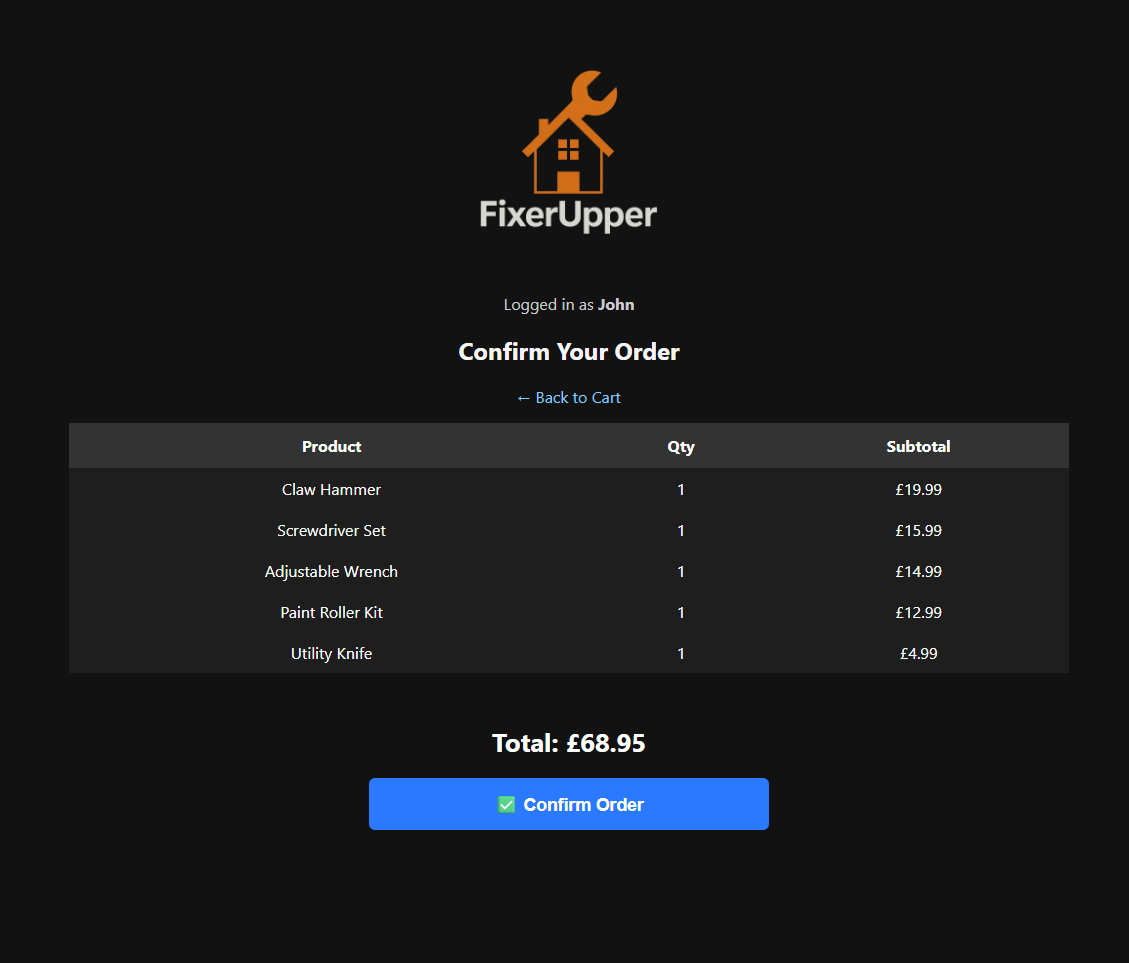 FixerUpper
Logged in as John
Confirm Your Order
← Back to Cart
Product Qty Subtotal
Claw Hammer 1 £19.99
Screwdriver Set 1 £15.99
Adjustable Wrench 1 £14.99
Paint Roller Kit 1 £12.99
Utility Knife 1 £4.99
Total: £68.95
✅ Confirm Order